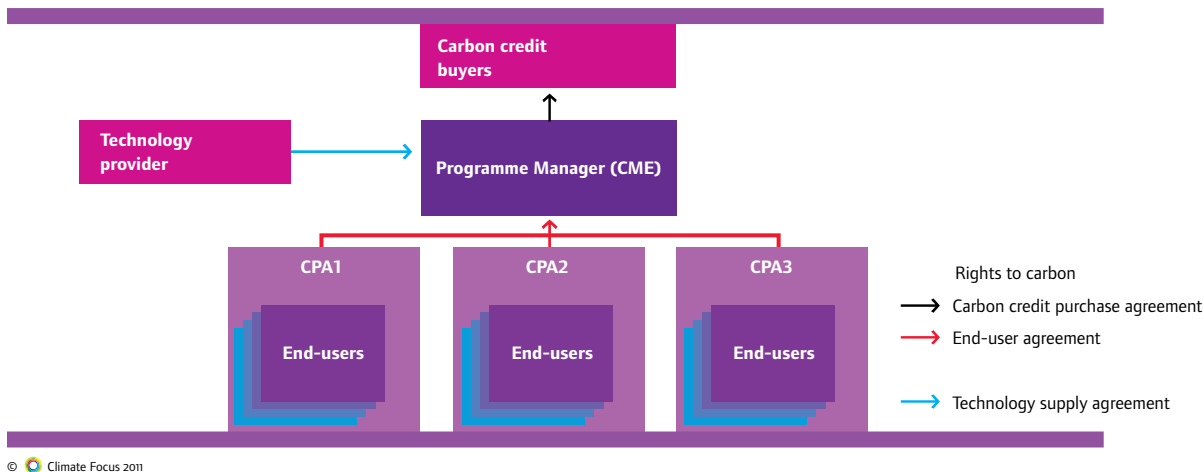 Carbon credit
buyers
Technology
provider
Programme Manager (CME)
CPA1
CPA2
CPA3
End-users
End-users
End-users
Rights to carbon
Carbon credit purchase agreement
End-user agreement
Technology supply agreement
© Climate Focus 2011